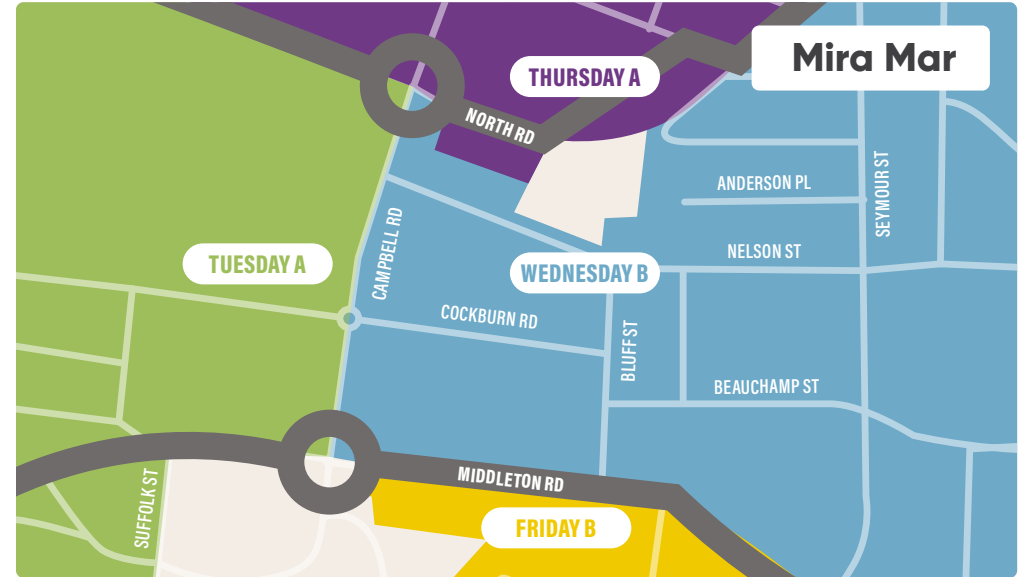 Mira Mar
THURSDAY A
NORTH RD
ANDERSON PL
SEYMOUR ST
CAMPBELL RD
NELSON ST
TUESDAY A
WEDNESDAY B
COCKBURN RD
BLUFF ST
BEAUCHAMP ST
MIDDLETON RD
SUFFOLK ST
FRIDAY B